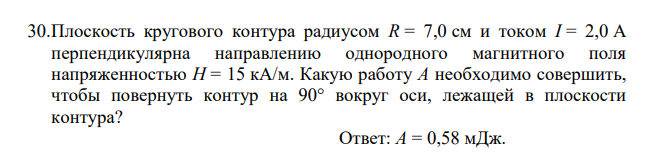 30.Плоскость кругового контура радиусом R = 7,0 см и током I = 2,0 А
перпендикулярна направлению однородного магнитного поля
напряженностью H = 15 кА/м. Какую работу A необходимо совершить,
чтобы повернуть контур на 90° вокруг оси, лежащей в плоскости
контура?
Ответ: A = 0,58 мДж.